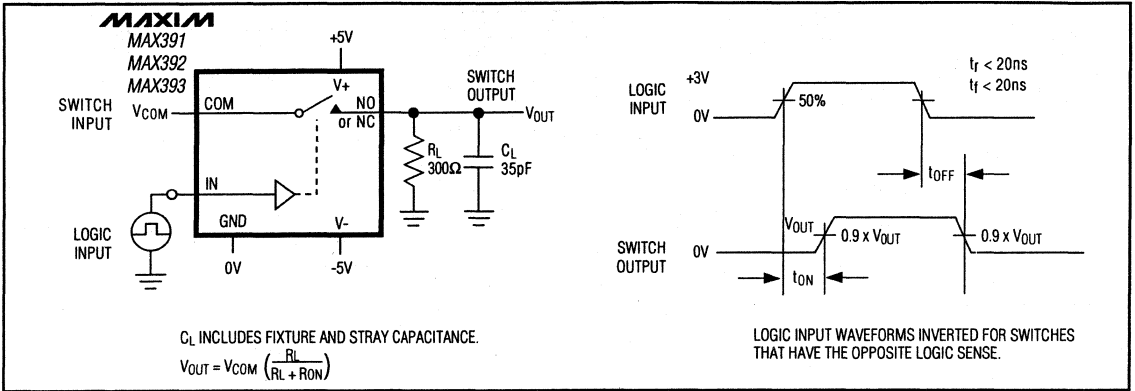 MAXIM
MAX391
MAX392
MAX393
+5V
V+
SWITCH INPUT
VCOM
COM
NO
or NC
SWITCH OUTPUT
VOUT
RL
300Ω
CL
35pF
IN
LOGIC INPUT
GND
V-
0V
-5V
CL INCLUDES FIXTURE AND STRAY CAPACITANCE.
VOUT = VCOM (RL / RL + RON)
LOGIC INPUT
+3V
0V
50%
tr < 20ns
tf < 20ns
tOFF
SWITCH OUTPUT
VOUT
0V
0.9 x VOUT
0.9 x VOUT
tON
LOGIC INPUT WAVEFORMS INVERTED FOR SWITCHES
THAT HAVE THE OPPOSITE LOGIC SENSE.